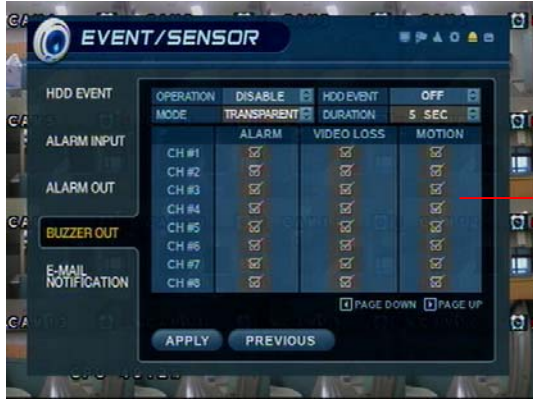 EVENT/SENSOR
HDD EVENT
ALARM INPUT
ALARM OUT
BUZZER OUT
E-MAIL
NOTIFICATION
OPERATION DISABLE HDD EVENT OFF
MODE TRANSPARENT DURATION 5 SEC
ALARM VIDEO LOSS MOTION
CH #1
CH #2
CH #3
CH #4
CH #5
CH #6
CH #7
CH #8
PAGE DOWN PAGE UP
APPLY PREVIOUS